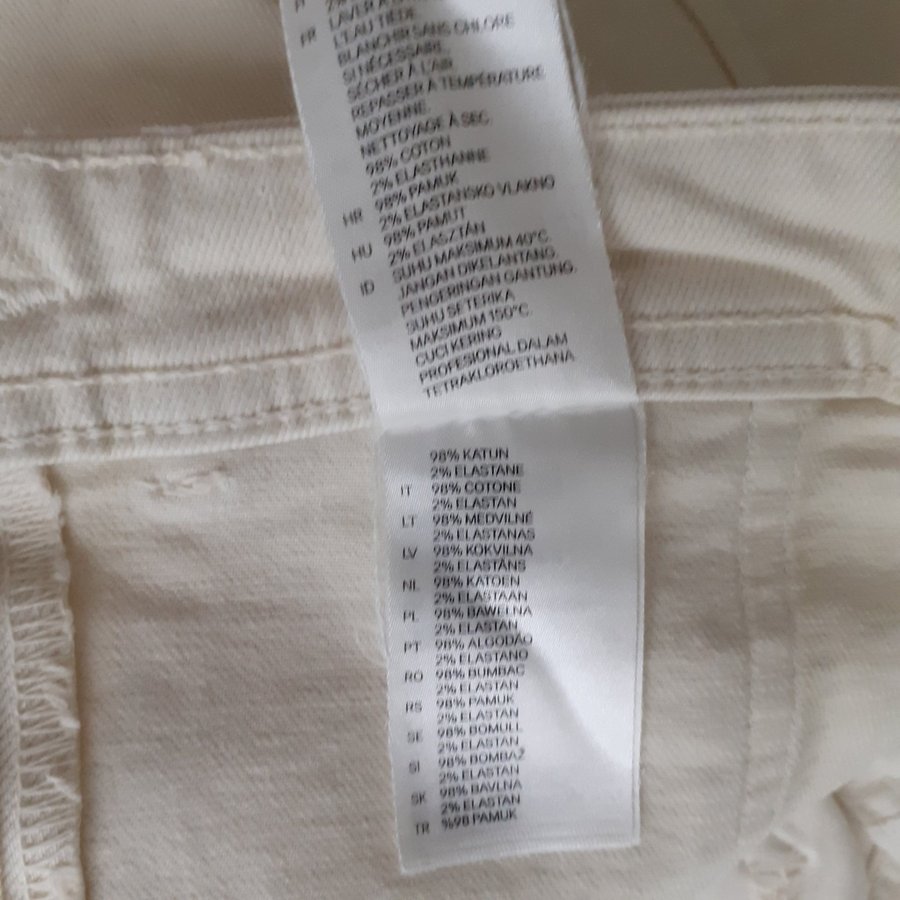 FR LAVER À
L'EAU TIÈDE.
BLANCHIR SANS CHLORE
SI NÉCESSAIRE.
SÉCHER À L'AIR
REPASSER À TEMPÉRATURE
MOYENNE.
NETTOYAGE À SEC
98% COTON
2% ELASTHANNE
HR 98% PAMUK
2% ELASTANSKO VLAKNO
HU 98% PAMUT
2% ELASZTÁN
ID SUHU MAKSIMUM 40°C.
JANGAN DIKELANTANG.
PENGERINGAN GANTUNG.
SUHU SETERIKA
MAKSIMUM 150°C.
CUCI KERING
PROFESIONAL DALAM
TETRAKLOROETHANA
98% KATUN
2% ELASTANE
IT 98% COTONE
2% ELASTAN
LT 98% MEDVILNĖ
2% ELASTANAS
LV 98% KOKVILNA
2% ELASTĀNS
NL 98% KATOEN
2% ELASTAAN
PL 98% BAWEŁNA
2% ELASTAN
PT 98% ALGODÃO
2% ELASTANO
RO 98% BUMBAC
2% ELASTAN
RS 98% PAMUK
2% ELASTAN
SE 98% BOMULL
2% ELASTAN
SI 98% BOMBAŽ
2% ELASTAN
SK 98% BAVLNA
2% ELASTAN
TR %98 PAMUK